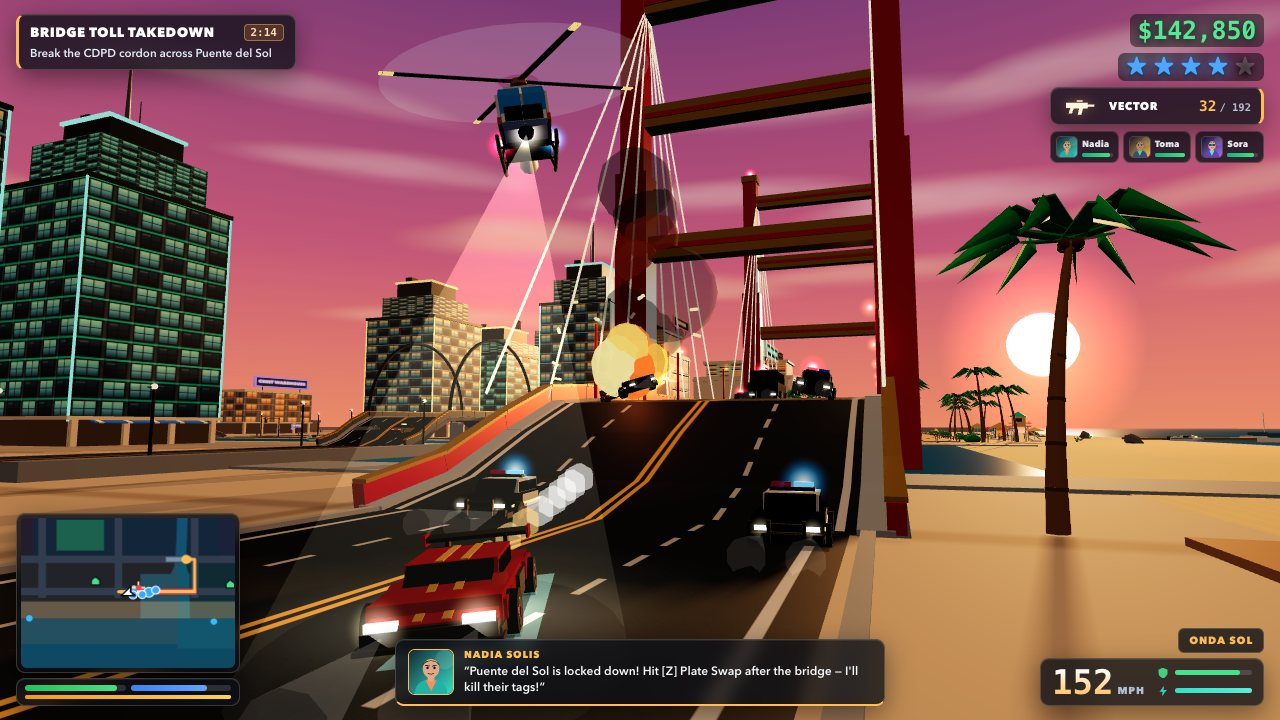 BRIDGE TOLL TAKEDOWN 2:14
Break the CDPD cordon across Puente del Sol
$142,850
VECTOR 32 / 192
Nadia Toma Sora
NADIA SOLIS
“Puente del Sol is locked down! Hit [Z] Plate Swap after the bridge – I'll
kill their tags!”
ONDA SOL
152 MPH